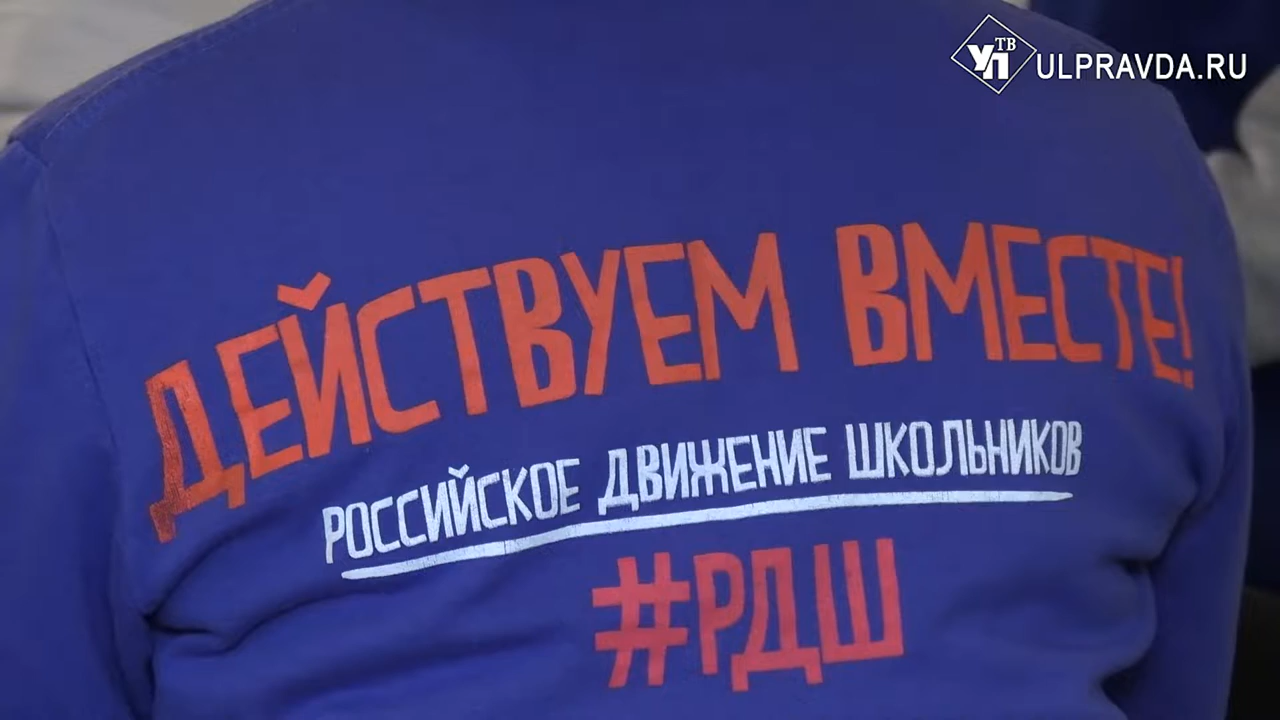 УП ТВ ULPRAVDA.RU
ДЕЙСТВУЕМ ВМЕСТЕ!
РОССИЙСКОЕ ДВИЖЕНИЕ ШКОЛЬНИКОВ
#РДШ